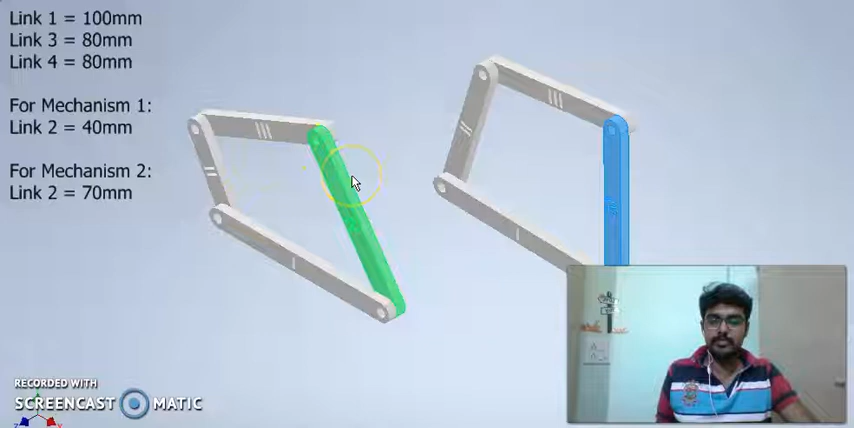 Link 1 = 100mm
Link 3 = 80mm
Link 4 = 80mm
For Mechanism 1:
Link 2 = 40mm
For Mechanism 2:
Link 2 = 70mm
RECORDED WITH
SCREENCAST MATIC